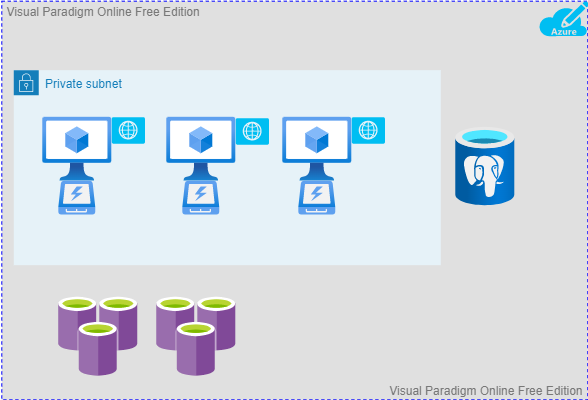 Visual Paradigm Online Free Edition
Azure
Private subnet
Visual Paradigm Online Free Edition